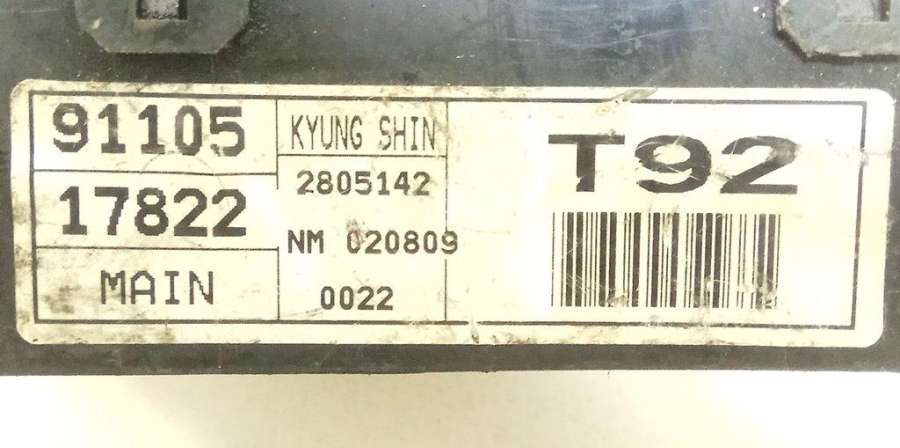 91105
17822
MAIN
KYUNG SHIN
2805142
NM 020809
0022
T92